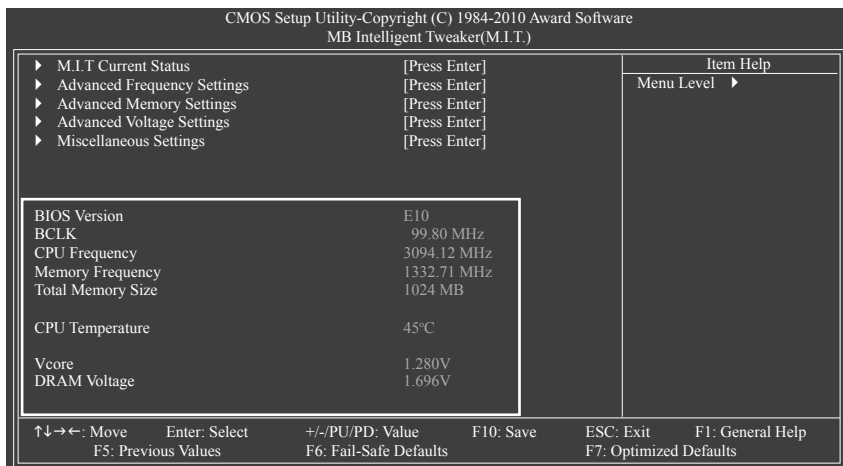 CMOS Setup Utility-Copyright (C) 1984-2010 Award Software
MB Intelligent Tweaker(M.I.T.)
M.I.T Current Status [Press Enter]
Advanced Frequency Settings [Press Enter]
Advanced Memory Settings [Press Enter]
Advanced Voltage Settings [Press Enter]
Miscellaneous Settings [Press Enter]
Item Help
Menu Level
BIOS Version E10
BCLK 99.80 MHz
CPU Frequency 3094.12 MHz
Memory Frequency 1332.71 MHz
Total Memory Size 1024 MB
CPU Temperature 45°C
Vcore 1.280V
DRAM Voltage 1.696V
↑↓→←: Move Enter: Select +/-/PU/PD: Value F10: Save ESC: Exit F1: General Help
F5: Previous Values F6: Fail-Safe Defaults F7: Optimized Defaults